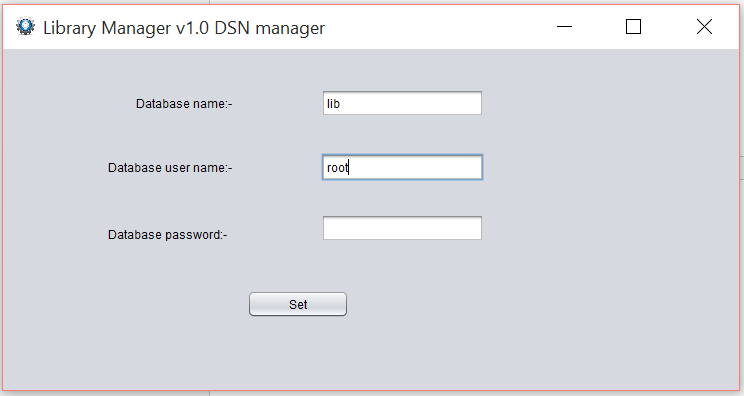 Library Manager v1.0 DSN manager
Database name:- lib
Database user name:- root
Database password:-
Set